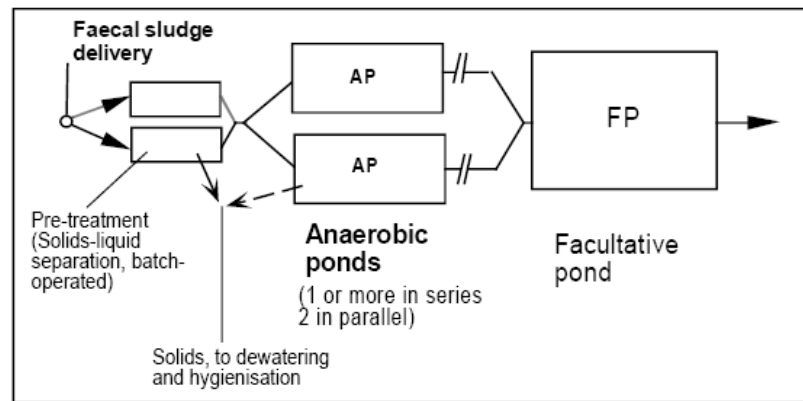 Faecal sludge
delivery
AP
AP
FP
Pre-treatment
(Solids-liquid
separation, batch-
operated)
Anaerobic
ponds
(1 or more in series
2 in parallel)
Facultative
pond
Solids, to dewatering
and hygienisation